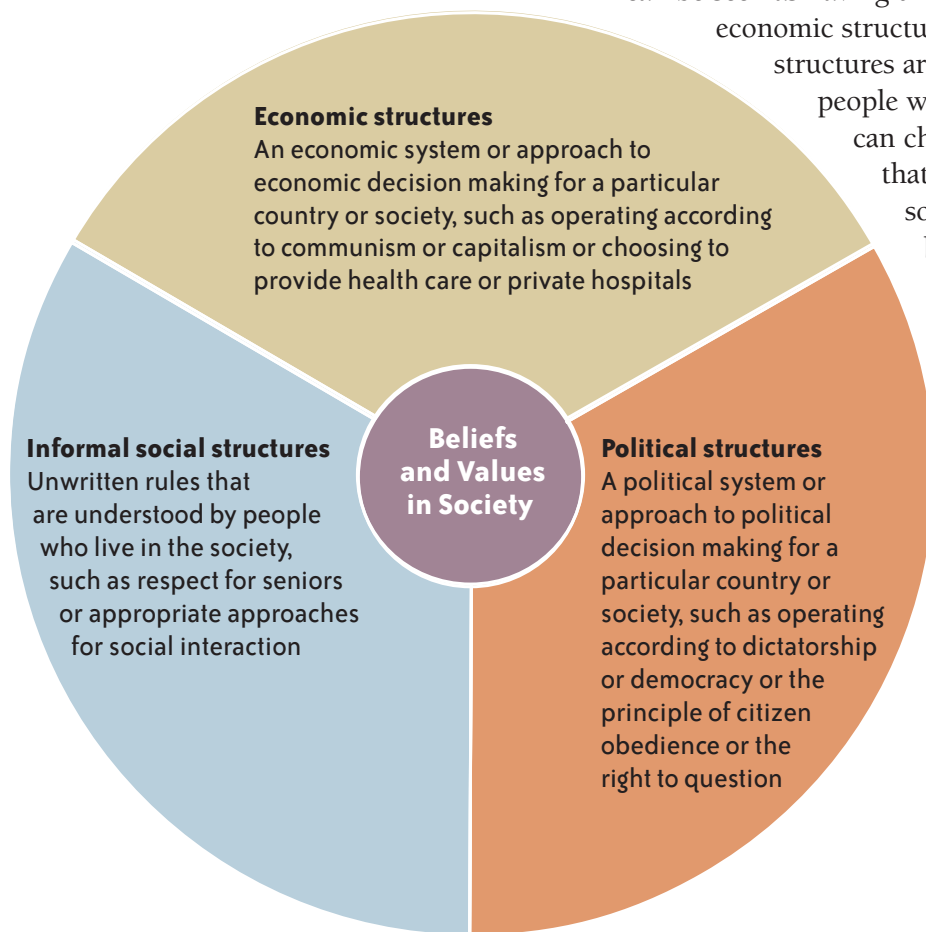 economic structu
structures ar
people w
can ch
that
so
Economic structures
An economic system or approach to
economic decision making for a particular
country or society, such as operating according
to communism or capitalism or choosing to
provide health care or private hospitals
Informal social structures
Unwritten rules that
are understood by people
who live in the society,
such as respect for seniors
or appropriate approaches
for social interaction
Beliefs
and Values
in Society
Political structures
A political system or
approach to political
decision making for a
particular country or
society, such as operating
according to dictatorship
or democracy or the
principle of citizen
obedience or the
right to question